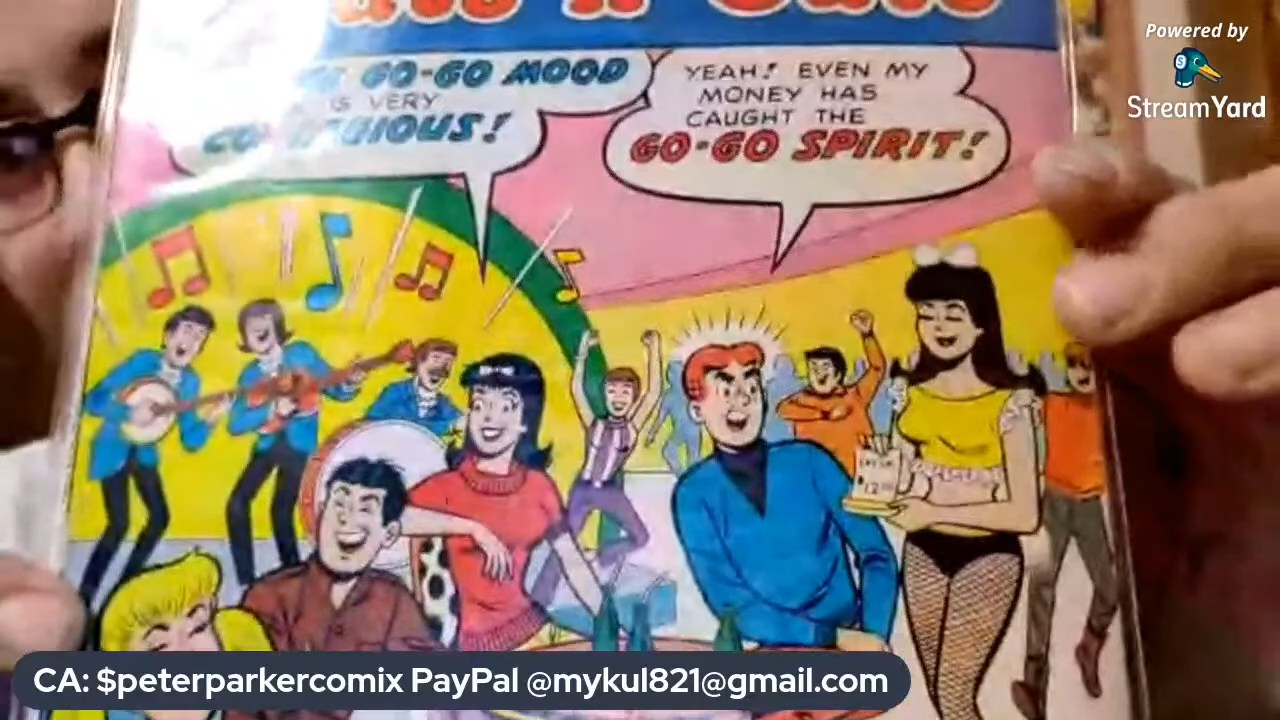 Powered by
StreamYard
GO-GO MOOD
IS VERY
YEAH! EVEN MY
MONEY HAS
CAUGHT THE
GO-GO SPIRIT!
CA: $peterparkercomix PayPal @mykul821@gmail.com